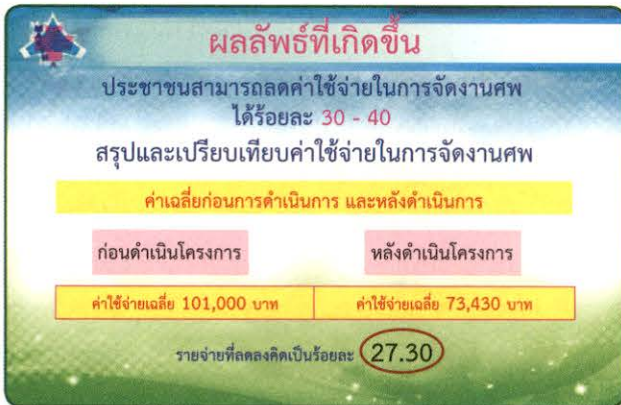 ผลลัพธ์ที่เกิดขึ้น
ประชาชนสามารถลดค่าใช้จ่ายในการจัดงานศพ
ได้ร้อยละ 30 - 40
สรุปและเปรียบเทียบค่าใช้จ่ายในการจัดงานศพ
ค่าเฉลี่ยก่อนการดำเนินการ และหลังดำเนินการ
ก่อนดำเนินโครงการ
หลังดำเนินโครงการ
ค่าใช้จ่ายเฉลี่ย 101,000 บาท
ค่าใช้จ่ายเฉลี่ย 73,430 บาท
รายจ่ายที่ลดลงคิดเป็นร้อยละ 27.30